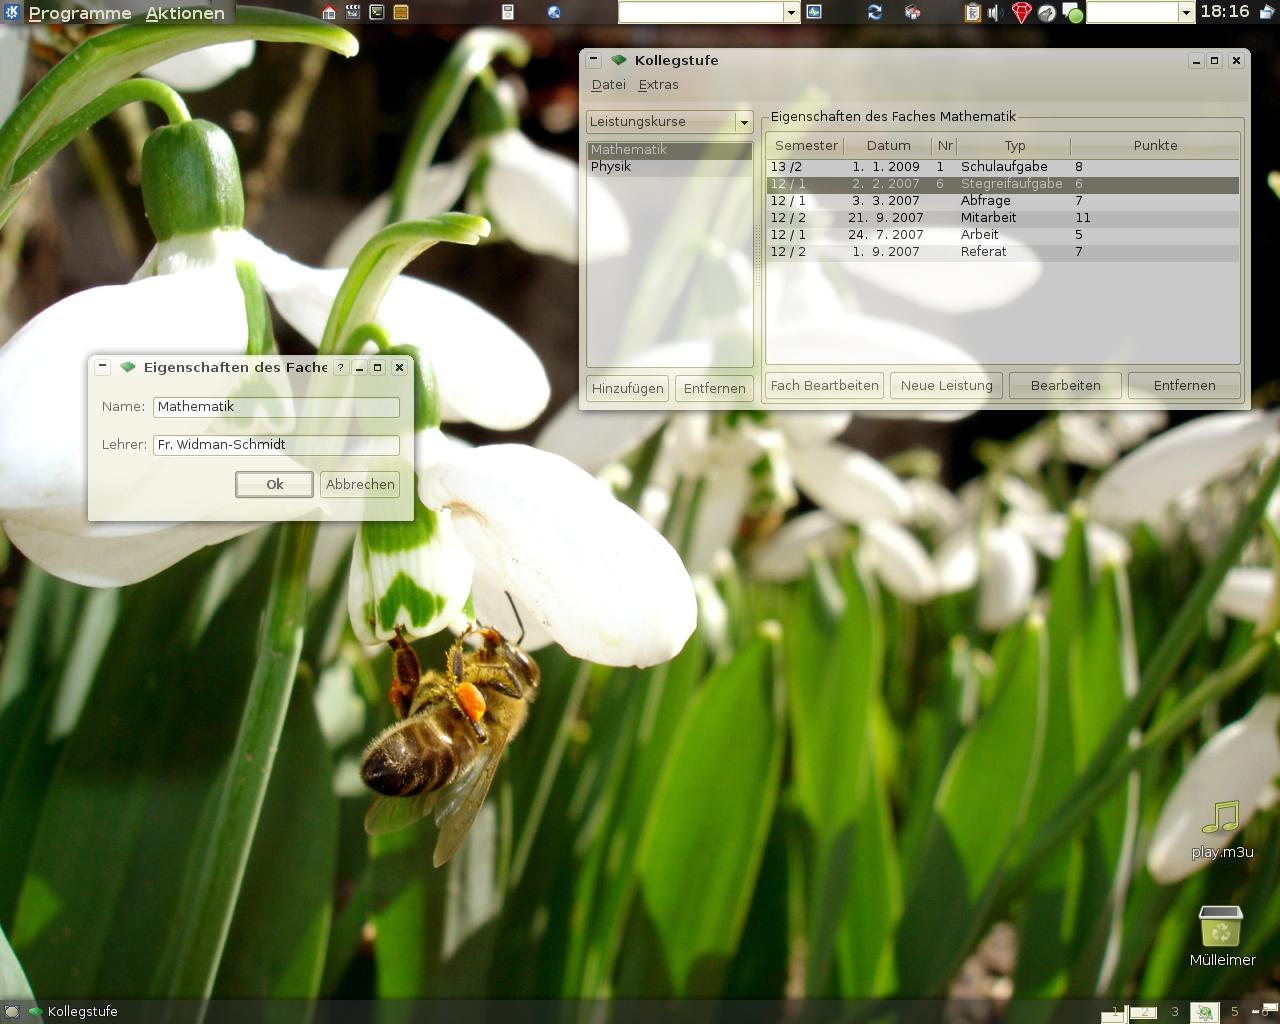 Programme Aktionen
18:16
Kollegstufe
Datei Extras
Leistungskurse
Mathematik
Physik
Hinzufügen Entfernen
Eigenschaften des Faches Mathematik
Semester Datum Nr Typ Punkte
13 /2 1. 1. 2009 1 Schulaufgabe 8
12 / 1 2. 2. 2007 6 Stegreifaufgabe 6
12 / 1 3. 3. 2007 Abfrage 7
12 / 2 21. 9. 2007 Mitarbeit 11
12 / 1 24. 7. 2007 Arbeit 5
12 / 2 1. 9. 2007 Referat 7
Fach Beartbeiten Neue Leistung Bearbeiten Entfernen
Eigenschaften des Fache
Name: Mathematik
Lehrer: Fr. Widman-Schmidt
Ok Abbrechen
play.m3u
Mülleimer
Kollegstufe
1 2 3 5 6